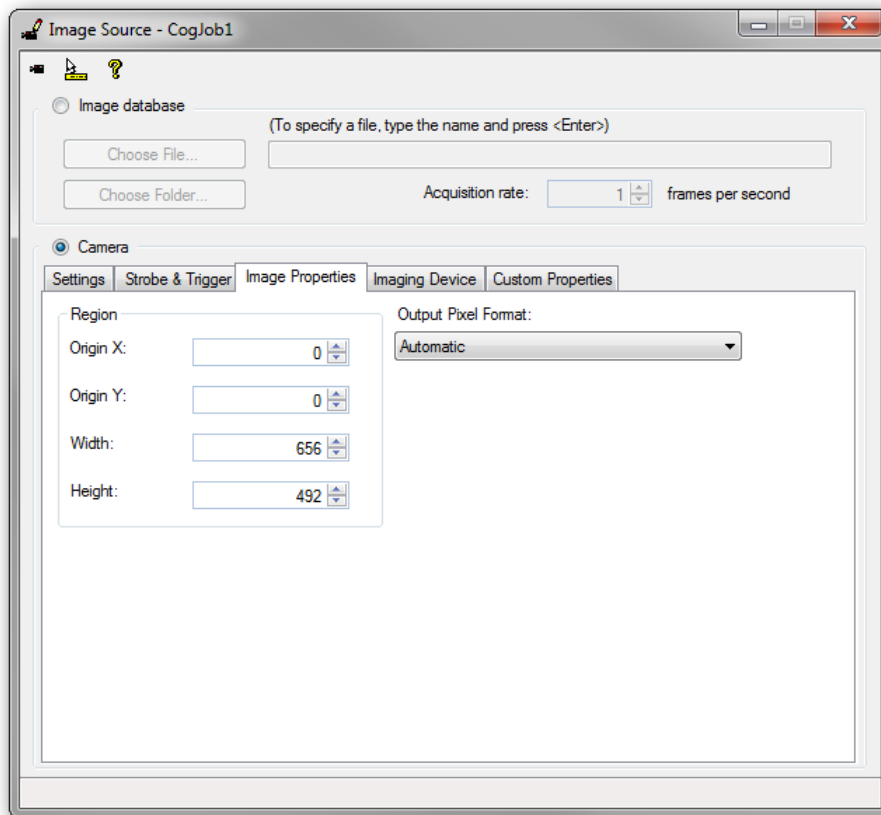 Image Source - CogJob1
Image database
(To specify a file, type the name and press <Enter>)
Choose File...
Choose Folder...
Acquisition rate: 1 frames per second
Camera
Settings Strobe & Trigger Image Properties Imaging Device Custom Properties
Region
Output Pixel Format:
Origin X: 0
Automatic
Origin Y: 0
Width: 656
Height: 492